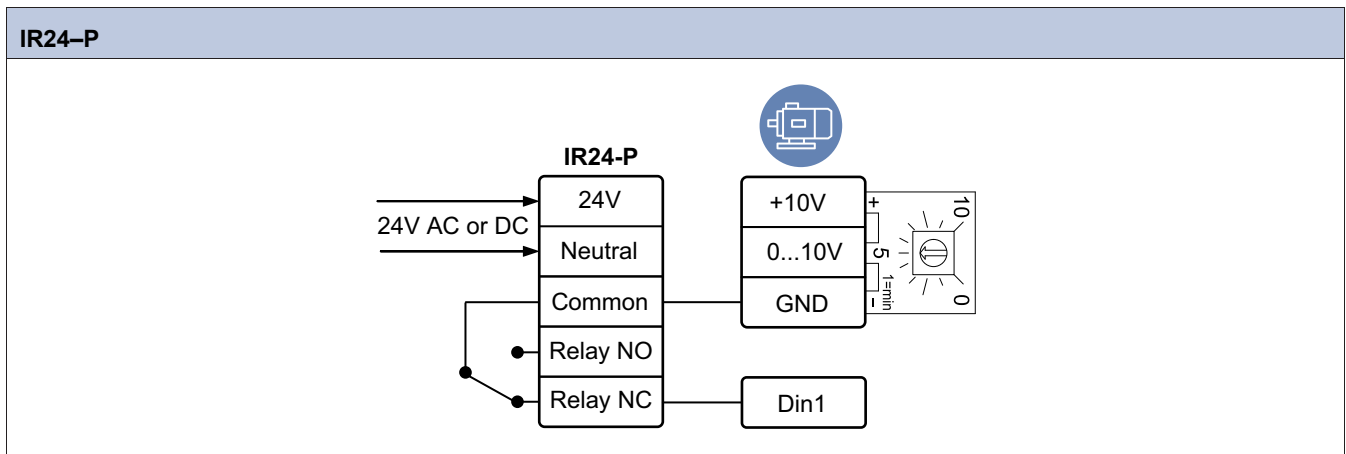 IR24–P
IR24-P
24V
Neutral
Common
Relay NO
Relay NC
24V AC or DC
+10V
0...10V
GND
Din1
+
-
10
5
1=min
0